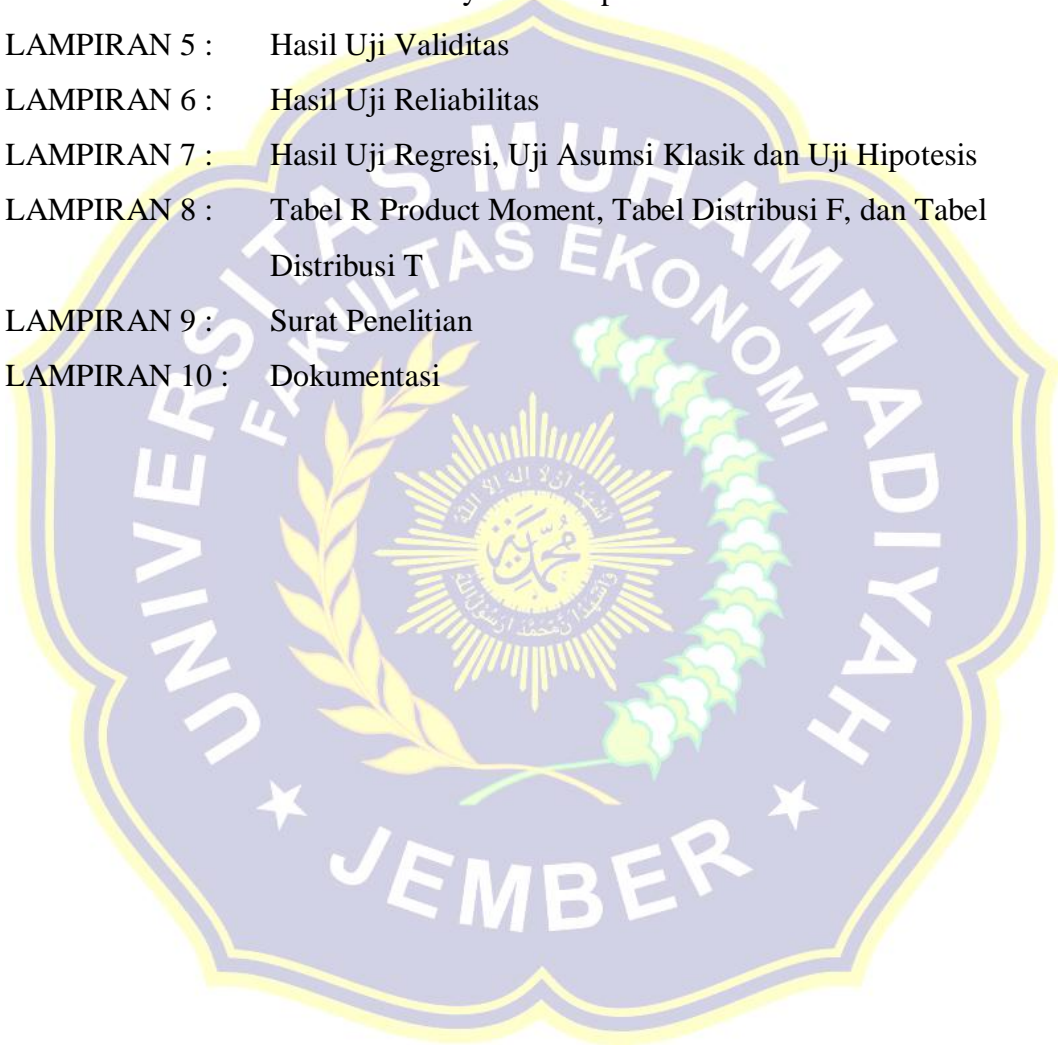 LAMPIRAN 5 : Hasil Uji Validitas
LAMPIRAN 6 : Hasil Uji Reliabilitas
LAMPIRAN 7 : Hasil Uji Regresi, Uji Asumsi Klasik dan Uji Hipotesis
LAMPIRAN 8 : Tabel R Product Moment, Tabel Distribusi F, dan Tabel
Distribusi T
LAMPIRAN 9 : Surat Penelitian
LAMPIRAN 10 : Dokumentasi
UNIVERSITAS MUHAMMADIYAH
FAKULTAS EKONOMI
محمد
JEMBER